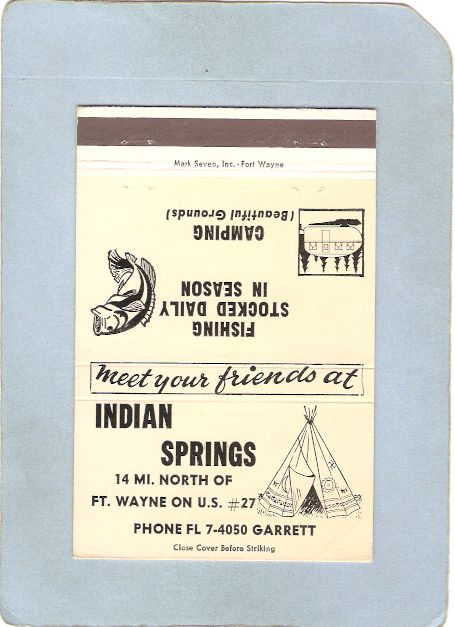 Mark Seven, Inc. - Fort Wayne
FISHING
STOCKED DAILY
IN SEASON
CAMPING
(Beautiful Grounds)
Meet your friends at
INDIAN
SPRINGS
14 MI. NORTH OF
FT. WAYNE ON U.S. #27
PHONE FL 7-4050 GARRETT
Close Cover Before Striking